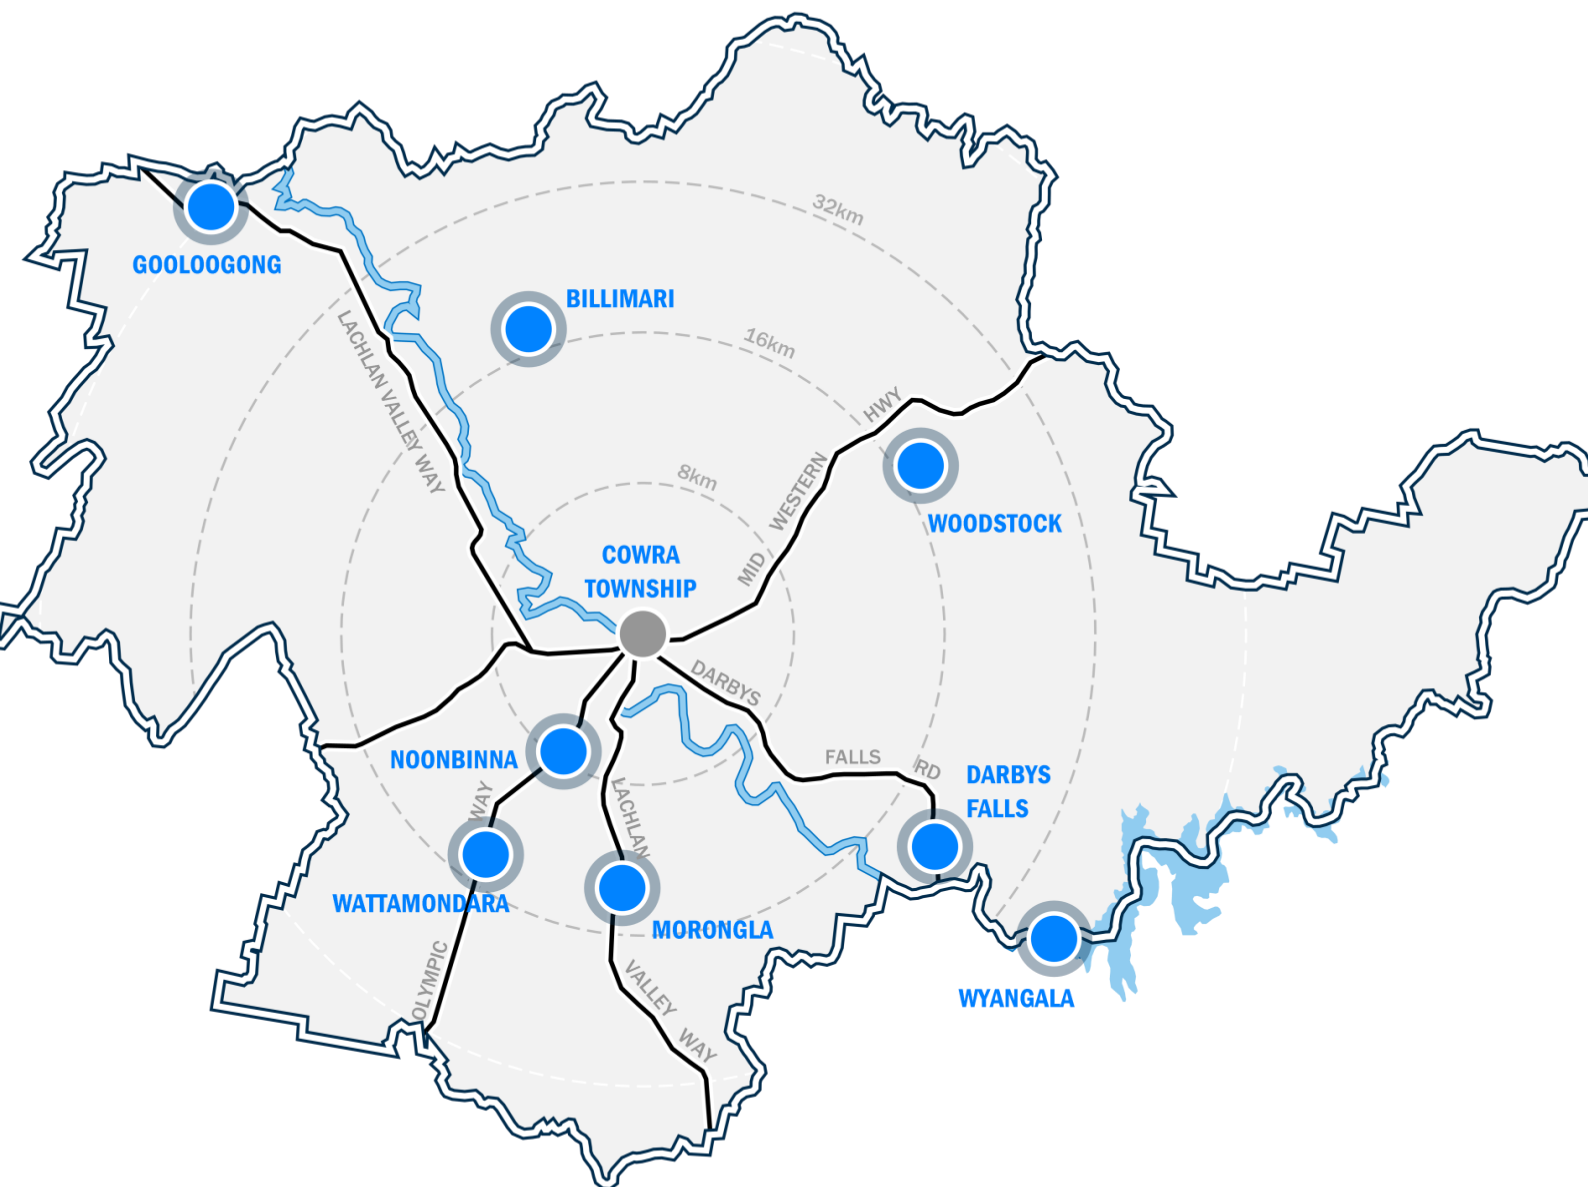 32km
GOOLOOGONG
BILLIMARI
16km
LACHLAN VALLEY WAY
HWY
8km
WESTERN
WOODSTOCK
COWRA
TOWNSHIP
MID
DARBYS
NOONBINNA
FALLS
RD
DARBYS
FALLS
WAY
LACHLAN
WATTAMONDARA
MORONGLA
OLYMPIC
VALLEY
WAY
WYANGALA